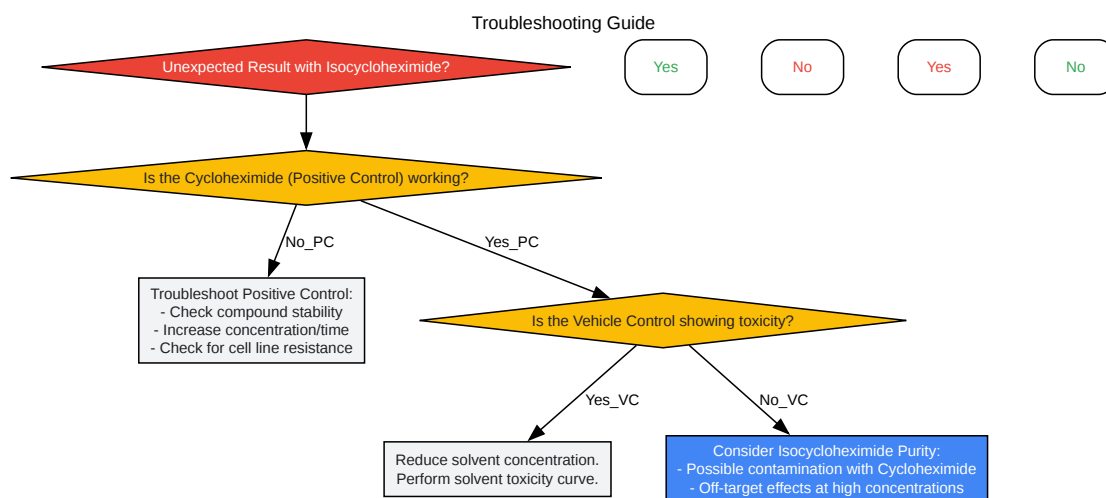 Troubleshooting Guide
Unexpected Result with Isocycloheximide?
Yes
No
Yes
No
Is the Cycloheximide (Positive Control) working?
No_PC
Yes_PC
Troubleshoot Positive Control:
- Check compound stability
- Increase concentration/time
- Check for cell line resistance
Is the Vehicle Control showing toxicity?
Yes_VC
No_VC
Reduce solvent concentration.
Perform solvent toxicity curve.
Consider Isocycloheximide Purity:
- Possible contamination with Cycloheximide
- Off-target effects at high concentrations